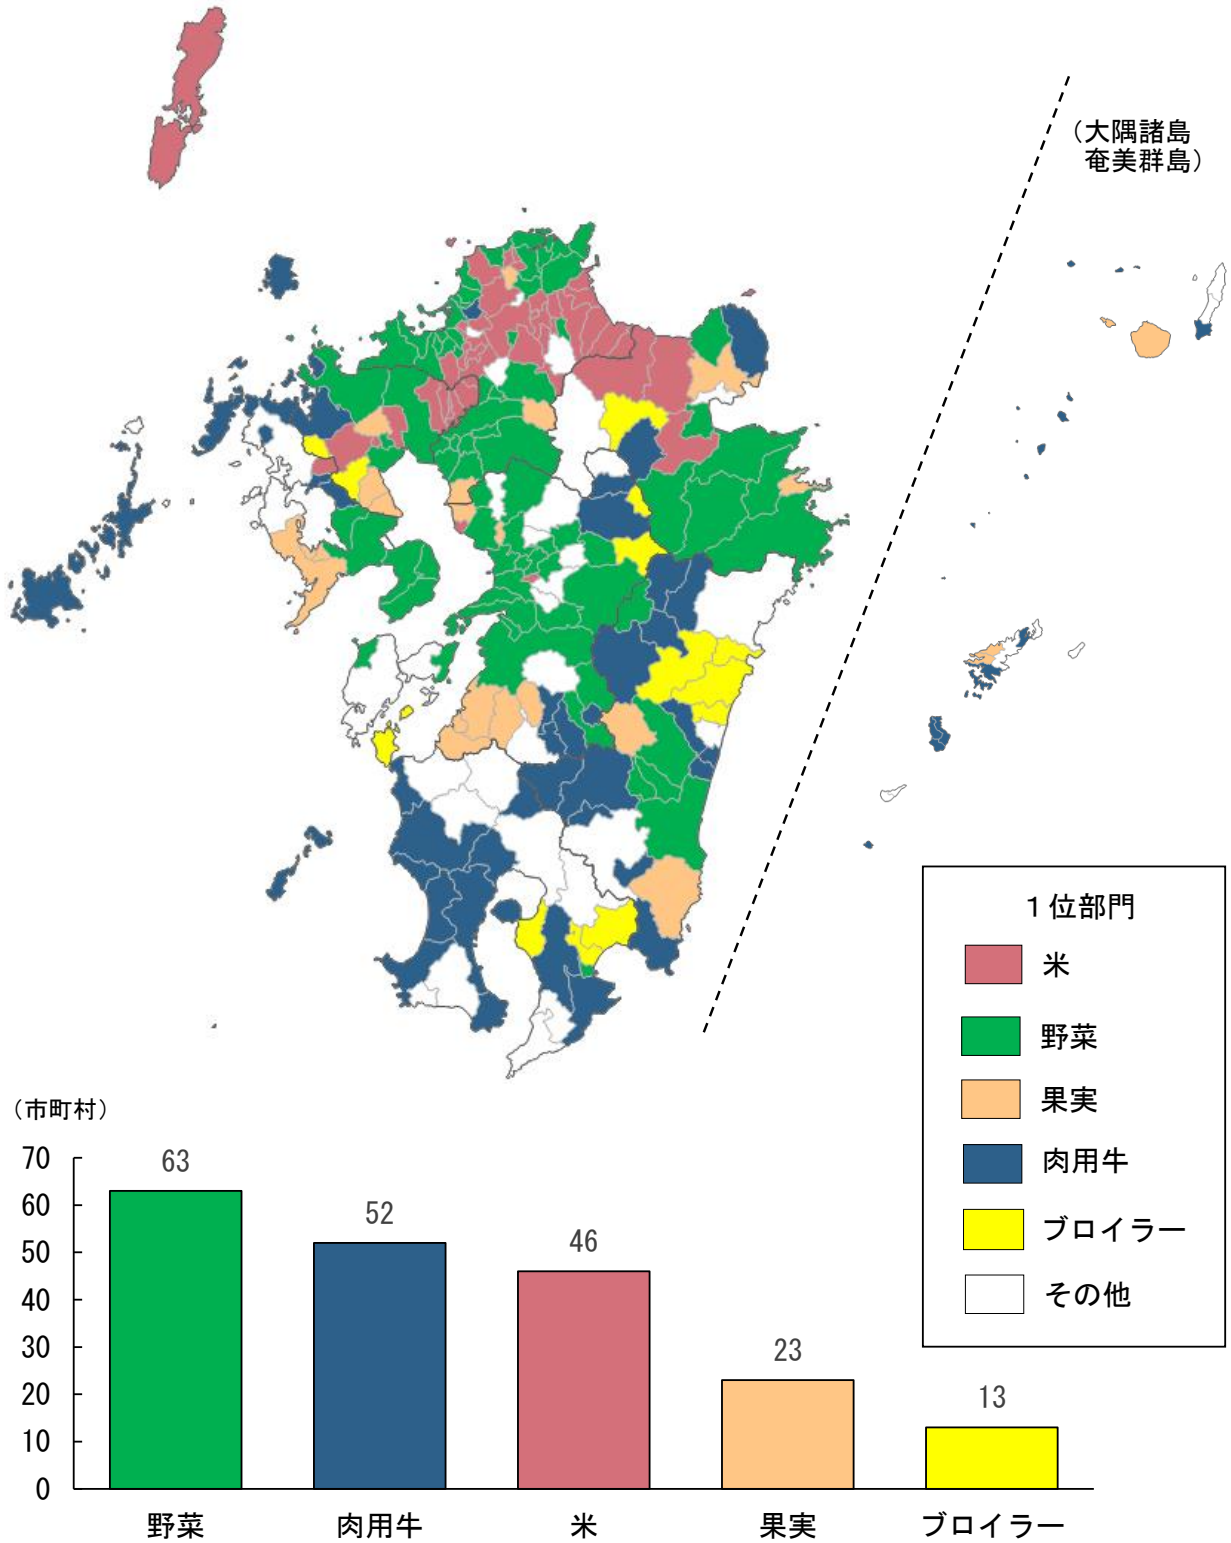 （大隅諸島
奄美群島）
１位部門
米
野菜
果実
肉用牛
ブロイラー
その他
（市町村）
70
60
50
40
30
20
10
0
63
52
46
23
13
野菜
肉用牛
米
果実
ブロイラー